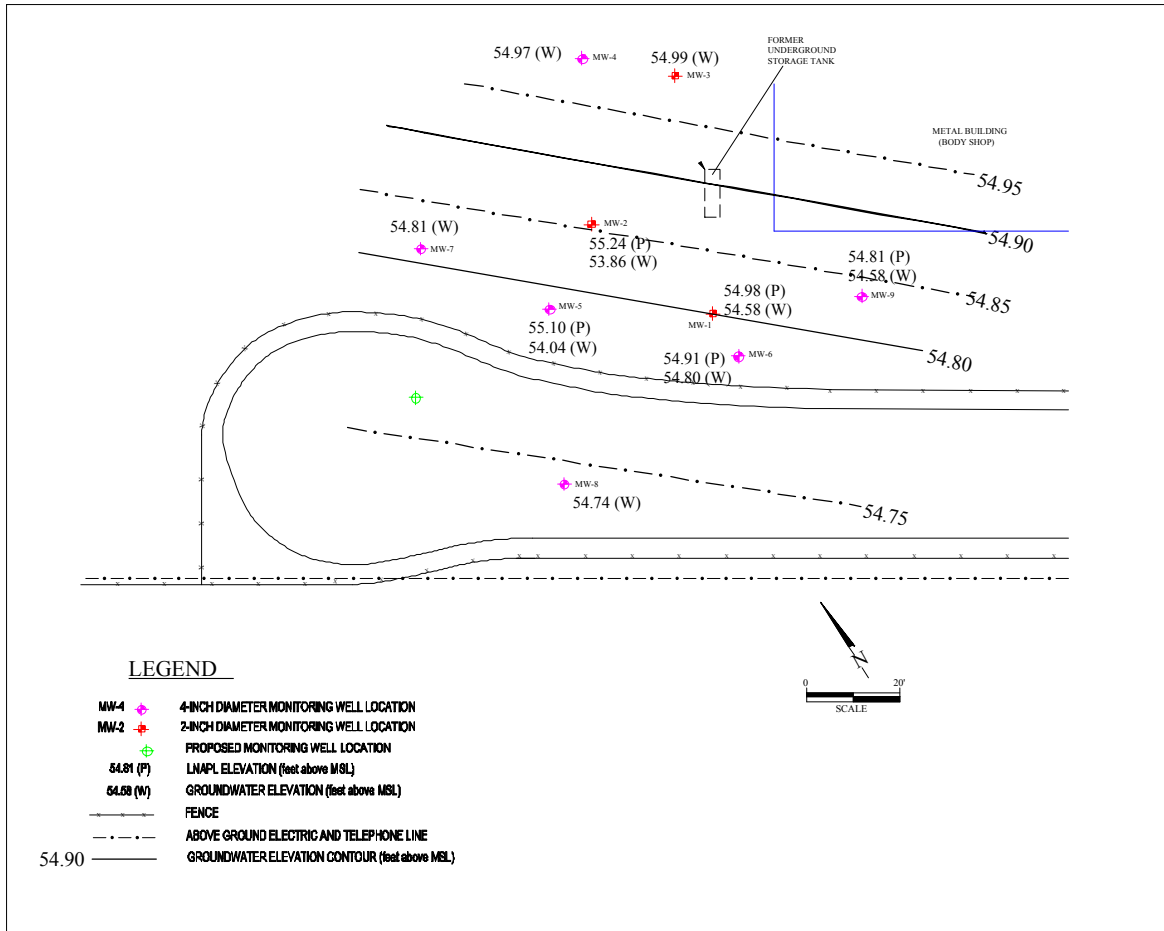 FORMER
UNDERGROUND
STORAGE TANK
54.97 (W)
MW-4
54.99 (W)
MW-3
METAL BUILDING
(BODY SHOP)
54.95
54.90
54.81 (W)
MW-7
MW-2
55.24 (P)
53.86 (W)
54.81 (P)
54.58 (W)
MW-9
54.85
54.98 (P)
54.58 (W)
MW-1
MW-5
55.10 (P)
54.04 (W)
54.91 (P)
54.80 (W)
MW-6
54.80
MW-8
54.74 (W)
54.75
N
0 20'
SCALE
LEGEND
MW-4 4-INCH DIAMETER MONITORING WELL LOCATION
MW-2 2-INCH DIAMETER MONITORING WELL LOCATION
PROPOSED MONITORING WELL LOCATION
54.81 (P) LNAPL ELEVATION (feet above MSL)
54.58 (W) GROUNDWATER ELEVATION (feet above MSL)
FENCE
ABOVE GROUND ELECTRIC AND TELEPHONE LINE
54.90 GROUNDWATER ELEVATION CONTOUR (feet above MSL)